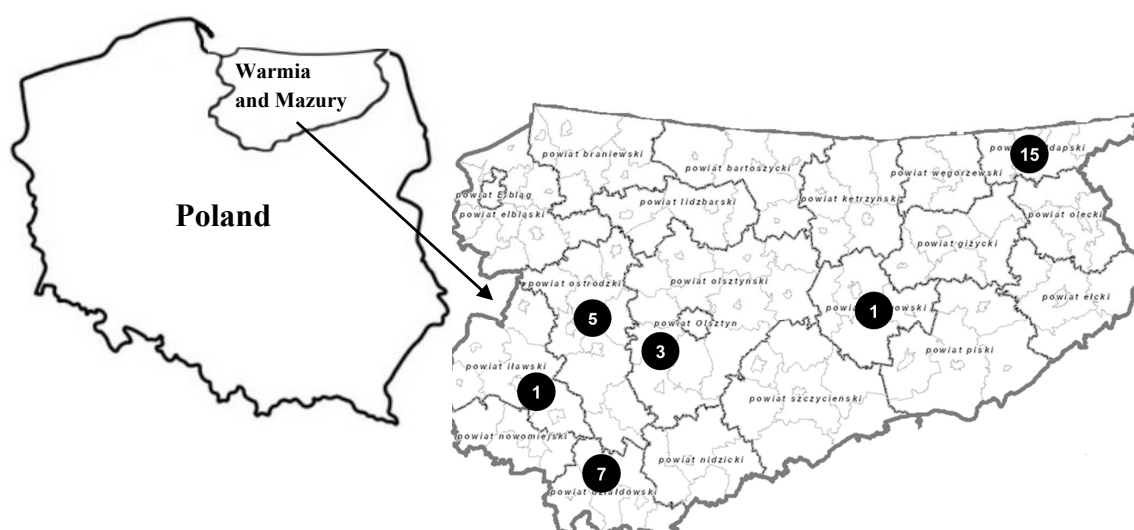 Warmia
and Mazury
Poland
powiat braniewski
powiat bartoszycki
15
powiat węgorzewski
powiat Elbląg
powiat elbląski
powiat lidzbarski
powiat kętrzyński
powiat olecki
powiat giżycki
powiat ostródzki
powiat olsztyński
powiat ełcki
5
1
powiat Olsztyn
3
powiat piski
powiat iławski
1
powiat szczycieński
powiat nowomiejski
powiat nidzicki
7